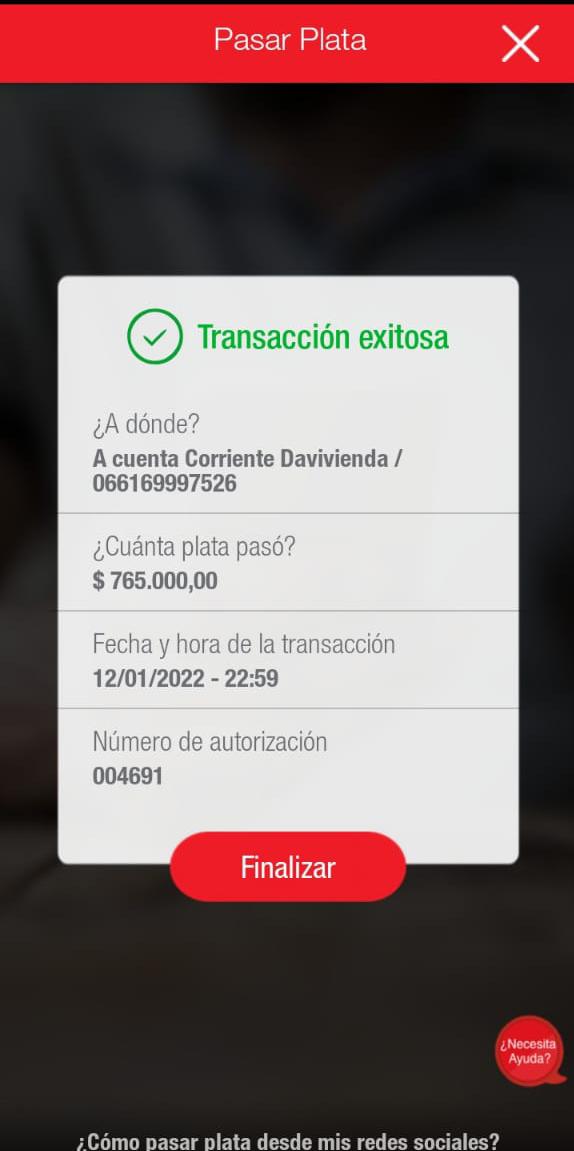 Pasar Plata
Transacción exitosa
¿A dónde?
A cuenta Corriente Davivienda /
066169997526
¿Cuánta plata pasó?
$ 765.000,00
Fecha y hora de la transacción
12/01/2022 - 22:59
Número de autorización
004691
Finalizar
¿Necesita
Ayuda?
¿Cómo pasar plata desde mis redes sociales?